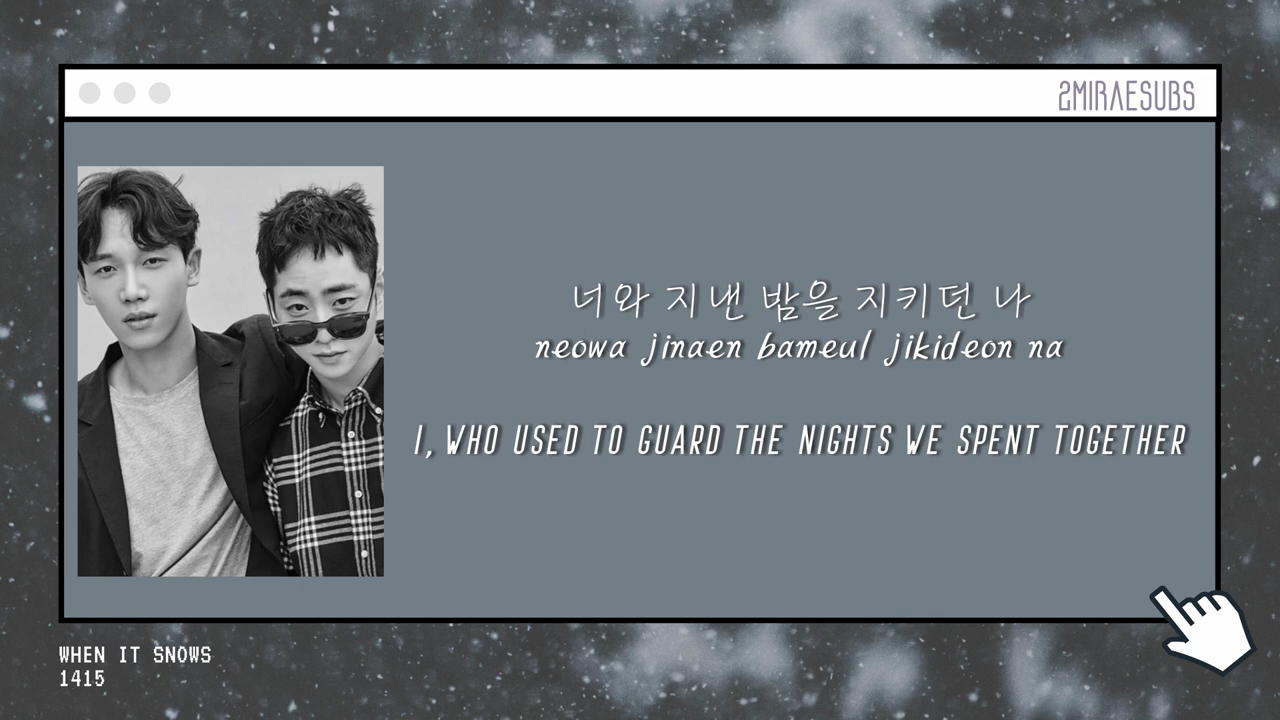 2MIRAESUBS
너와 지낸 밤을 지키던 나
neowa jinaen bameul jikideon na
I, WHO USED TO GUARD THE NIGHTS WE SPENT TOGETHER
WHEN IT SNOWS
1415